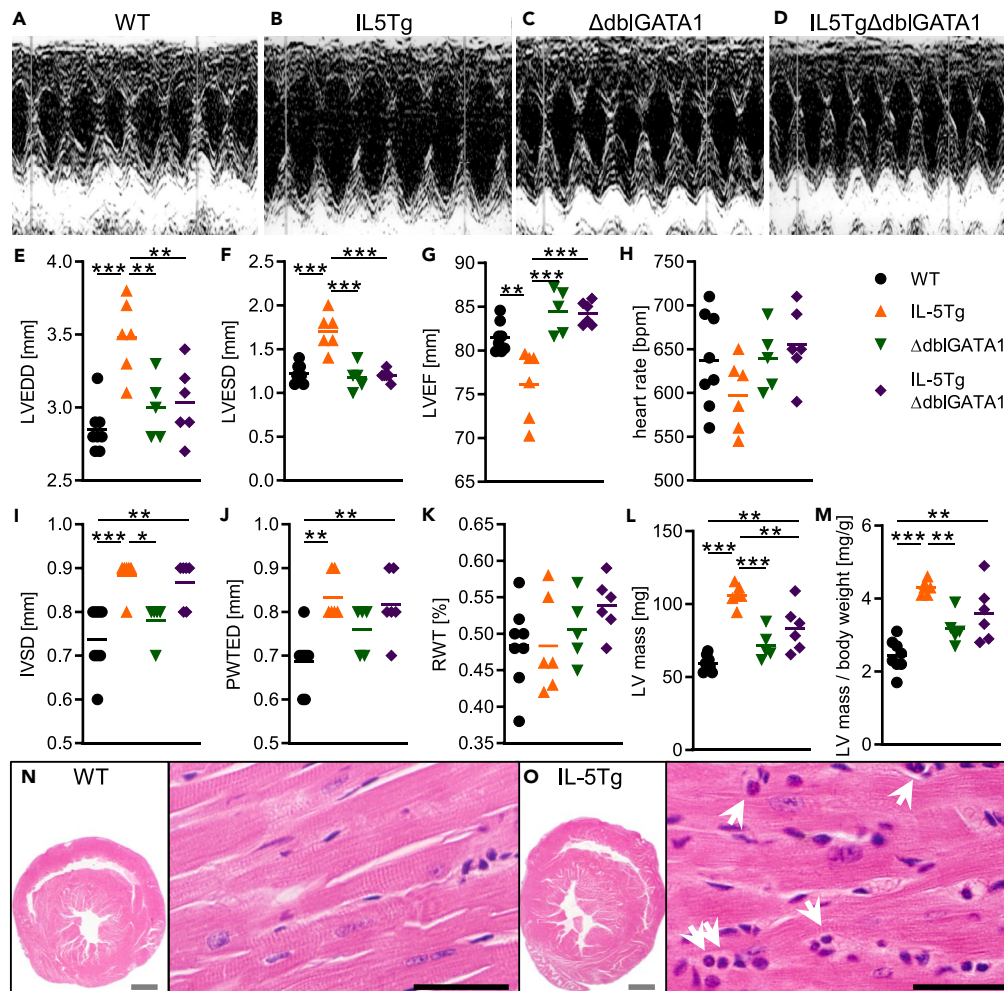 A WT
B IL5Tg
C ΔdblGATA1
D IL5TgΔdblGATA1
E
LVEDD [mm]
4.0
3.5
3.0
2.5
*** **
**
F
LVESD [mm]
2.5
2.0
1.5
1.0
0.5
0.0
***
***
***
G
LVEF [mm]
90
85
80
75
70
65
**
***
***
H
heart rate [bpm]
750
700
650
600
550
500
WT
IL-5Tg
ΔdblGATA1
IL-5Tg
ΔdblGATA1
I
IVSD [mm]
0.9
0.8
0.7
0.6
0.5
**
*** *
J
PWTED [mm]
0.9
0.8
0.7
0.6
0.5
**
**
K
RWT [%]
0.65
0.60
0.55
0.50
0.45
0.40
0.35
L
LV mass [mg]
150
100
50
0
**
**
***
***
M
LV mass / body weight [mg/g]
6
4
2
0
**
*** **
N WT
O IL-5Tg